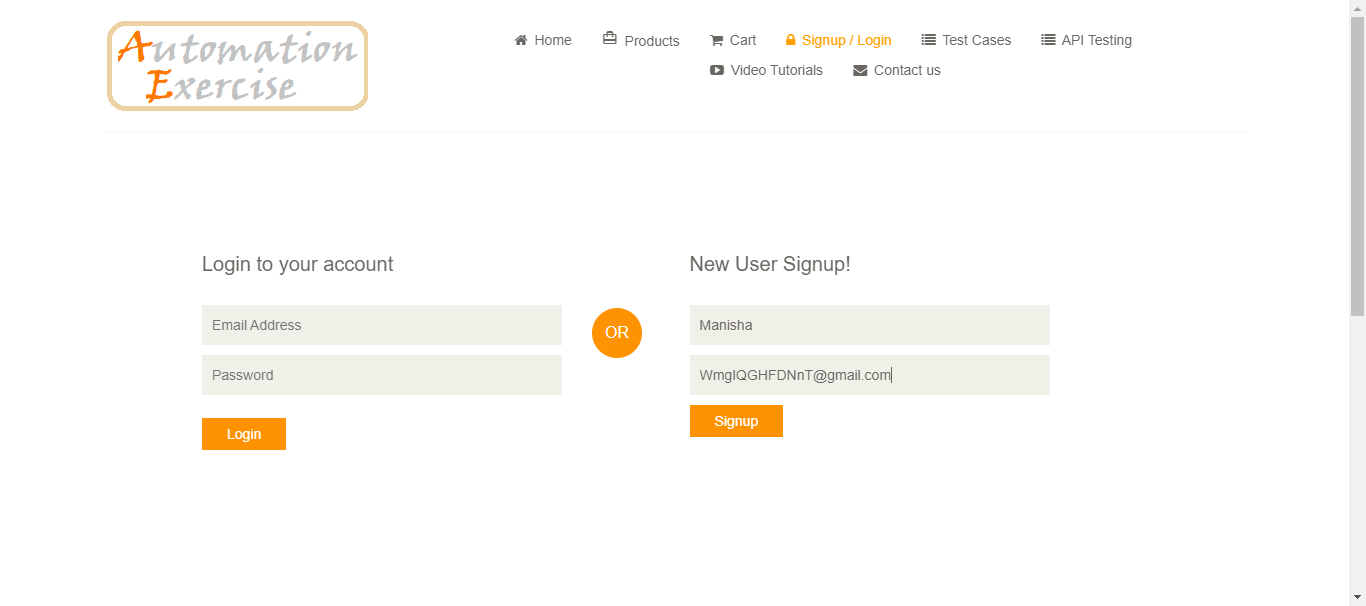 Automation
Exercise
Home Products Cart Signup / Login Test Cases API Testing
Video Tutorials Contact us
Login to your account
Email Address
Password
Login
OR
New User Signup!
Manisha
WmgIQGHFDNnT@gmail.com
Signup